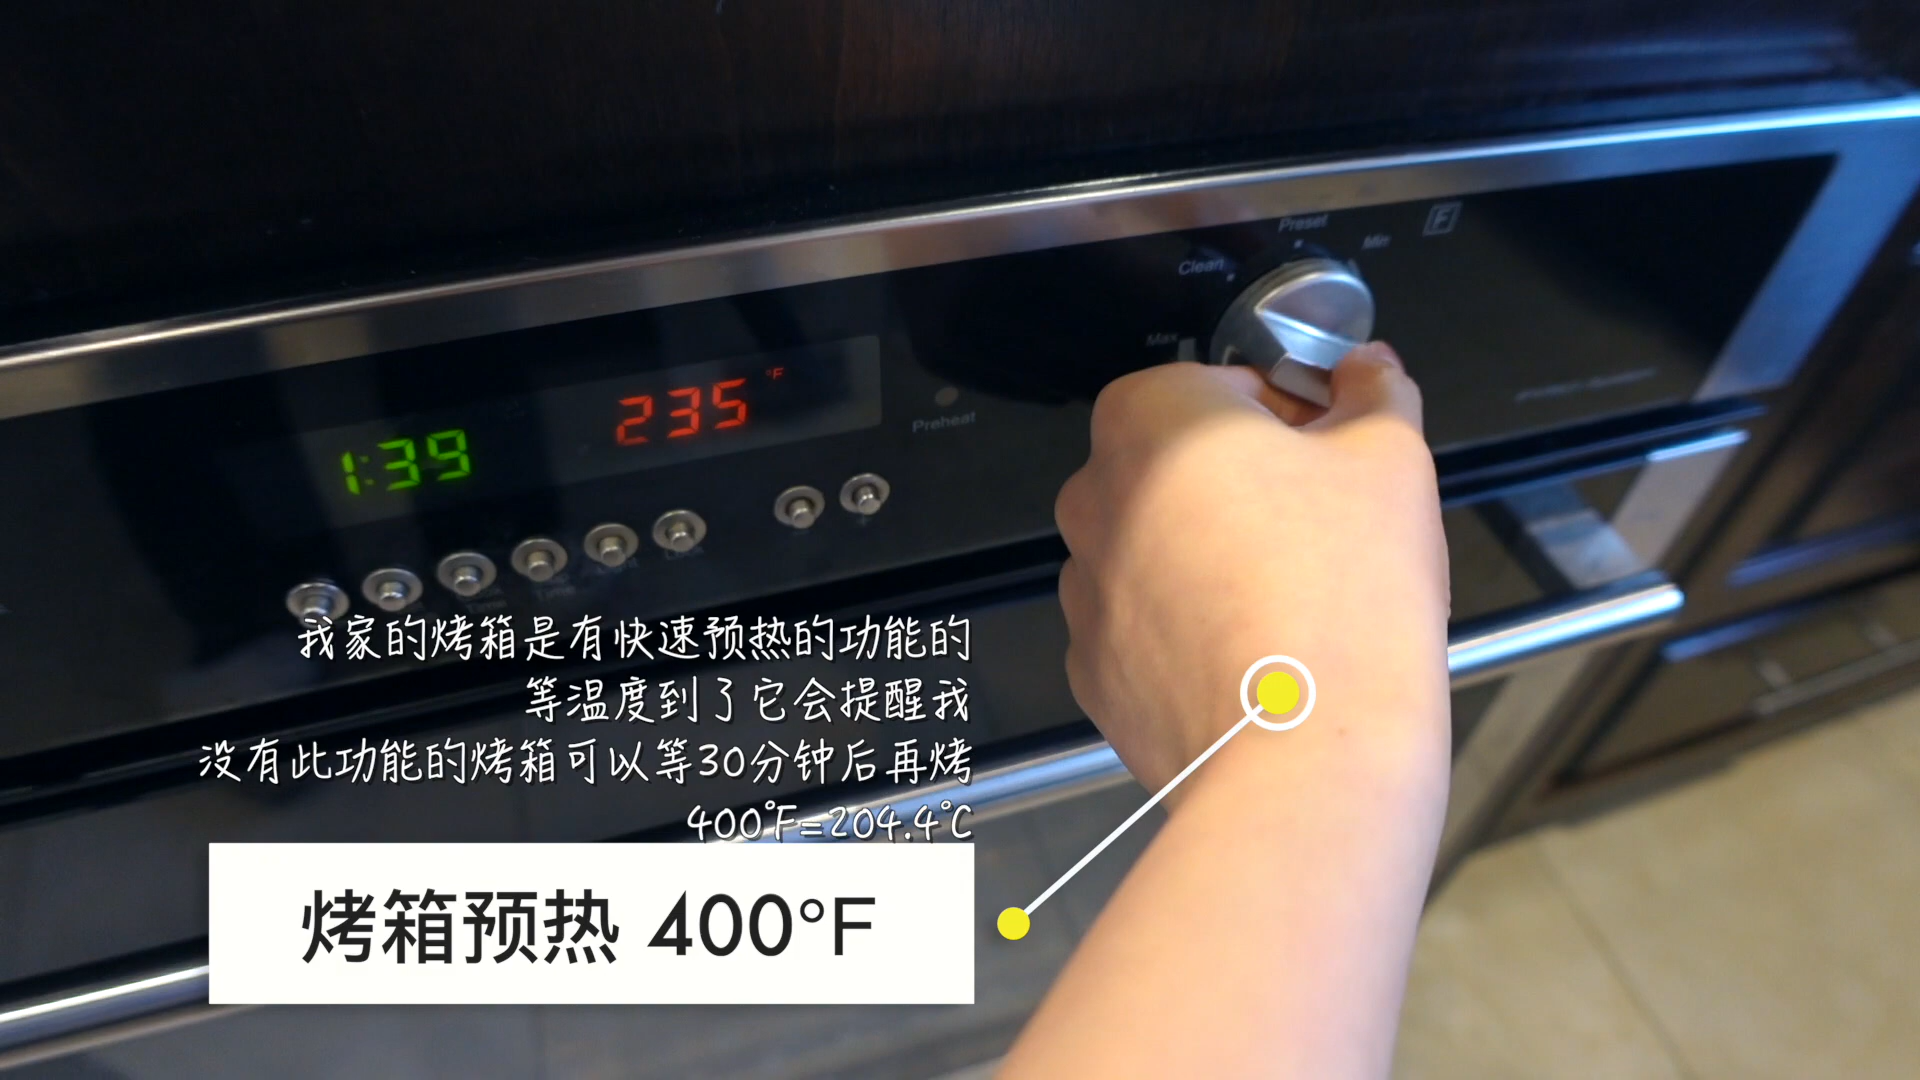 Preset
Min
F
Clean
Max
235 °F
1:39
Preheat
我家的烤箱是有快速预热的功能的
等温度到了它会提醒我
没有此功能的烤箱可以等30分钟后再烤
400°F=204.4°C
烤箱预热 400°F